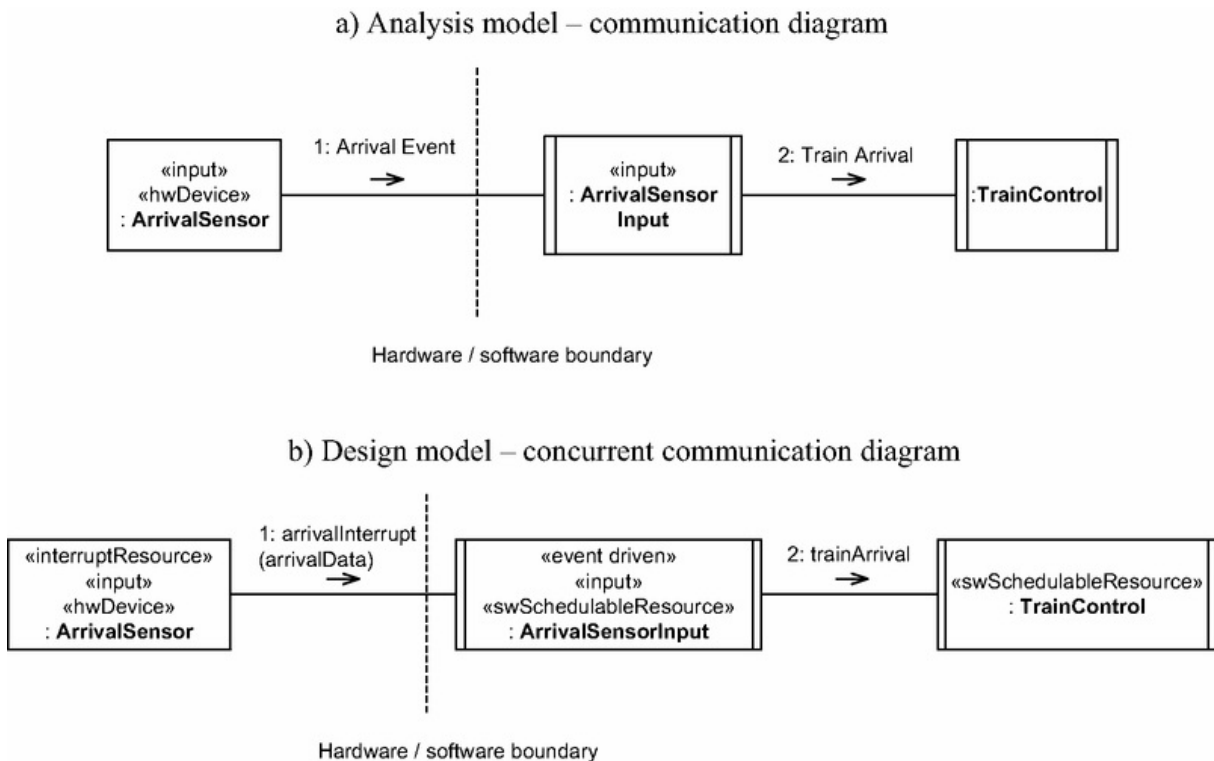 a) Analysis model – communication diagram
1: Arrival Event
2: Train Arrival
«input»
«hwDevice»
: ArrivalSensor
«input»
: ArrivalSensor
Input
:TrainControl
Hardware / software boundary
b) Design model – concurrent communication diagram
1: arrivalInterrupt
(arrivalData)
2: trainArrival
«interruptResource»
«input»
«hwDevice»
: ArrivalSensor
«event driven»
«input»
«swSchedulableResource»
: ArrivalSensorInput
«swSchedulableResource»
: TrainControl
Hardware / software boundary